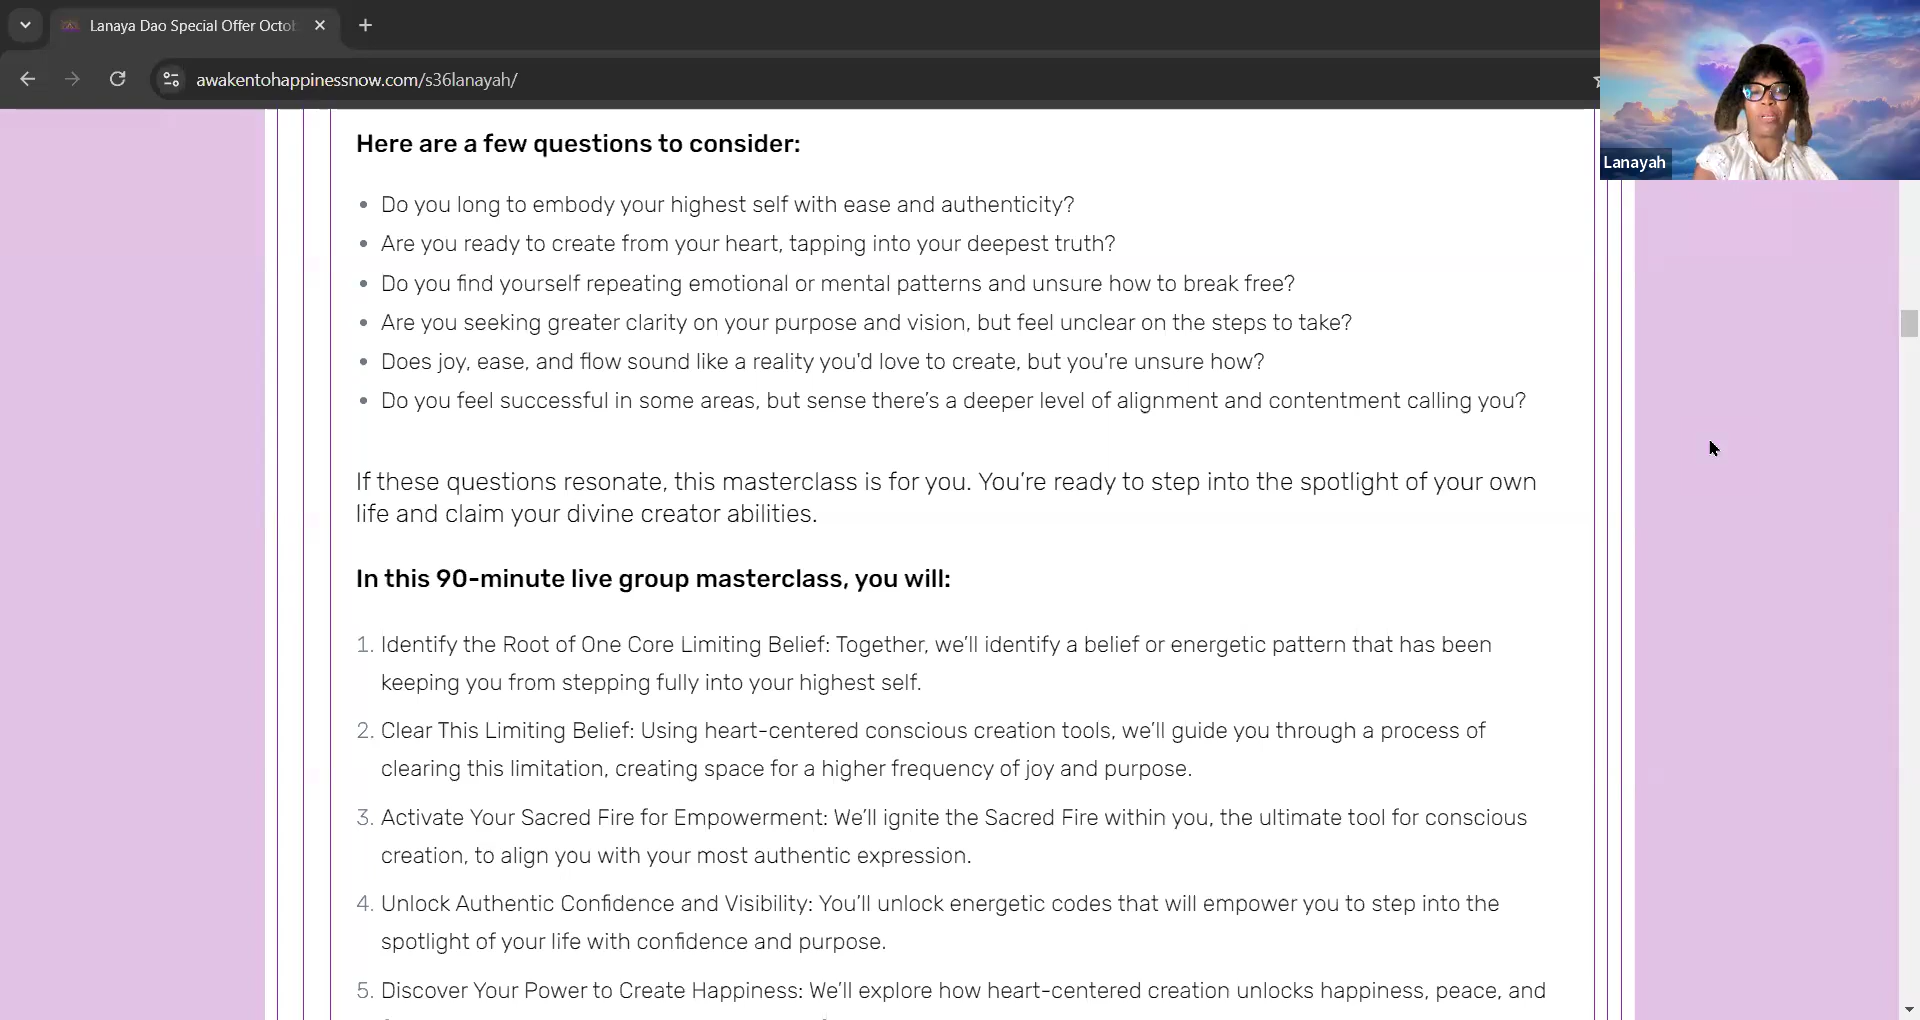 Lanaya Dao Special Offer Octo
awakentohappinessnow.com/s36lanayah/
Lanayah
Here are a few questions to consider:
• Do you long to embody your highest self with ease and authenticity?
• Are you ready to create from your heart, tapping into your deepest truth?
• Do you find yourself repeating emotional or mental patterns and unsure how to break free?
• Are you seeking greater clarity on your purpose and vision, but feel unclear on the steps to take?
• Does joy, ease, and flow sound like a reality you'd love to create, but you're unsure how?
• Do you feel successful in some areas, but sense there’s a deeper level of alignment and contentment calling you?
If these questions resonate, this masterclass is for you. You’re ready to step into the spotlight of your own
life and claim your divine creator abilities.
In this 90-minute live group masterclass, you will:
1. Identify the Root of One Core Limiting Belief: Together, we’ll identify a belief or energetic pattern that has been
keeping you from stepping fully into your highest self.
2. Clear This Limiting Belief: Using heart-centered conscious creation tools, we’ll guide you through a process of
clearing this limitation, creating space for a higher frequency of joy and purpose.
3. Activate Your Sacred Fire for Empowerment: We’ll ignite the Sacred Fire within you, the ultimate tool for conscious
creation, to align you with your most authentic expression.
4. Unlock Authentic Confidence and Visibility: You’ll unlock energetic codes that will empower you to step into the
spotlight of your life with confidence and purpose.
5. Discover Your Power to Create Happiness: We’ll explore how heart-centered creation unlocks happiness, peace, and